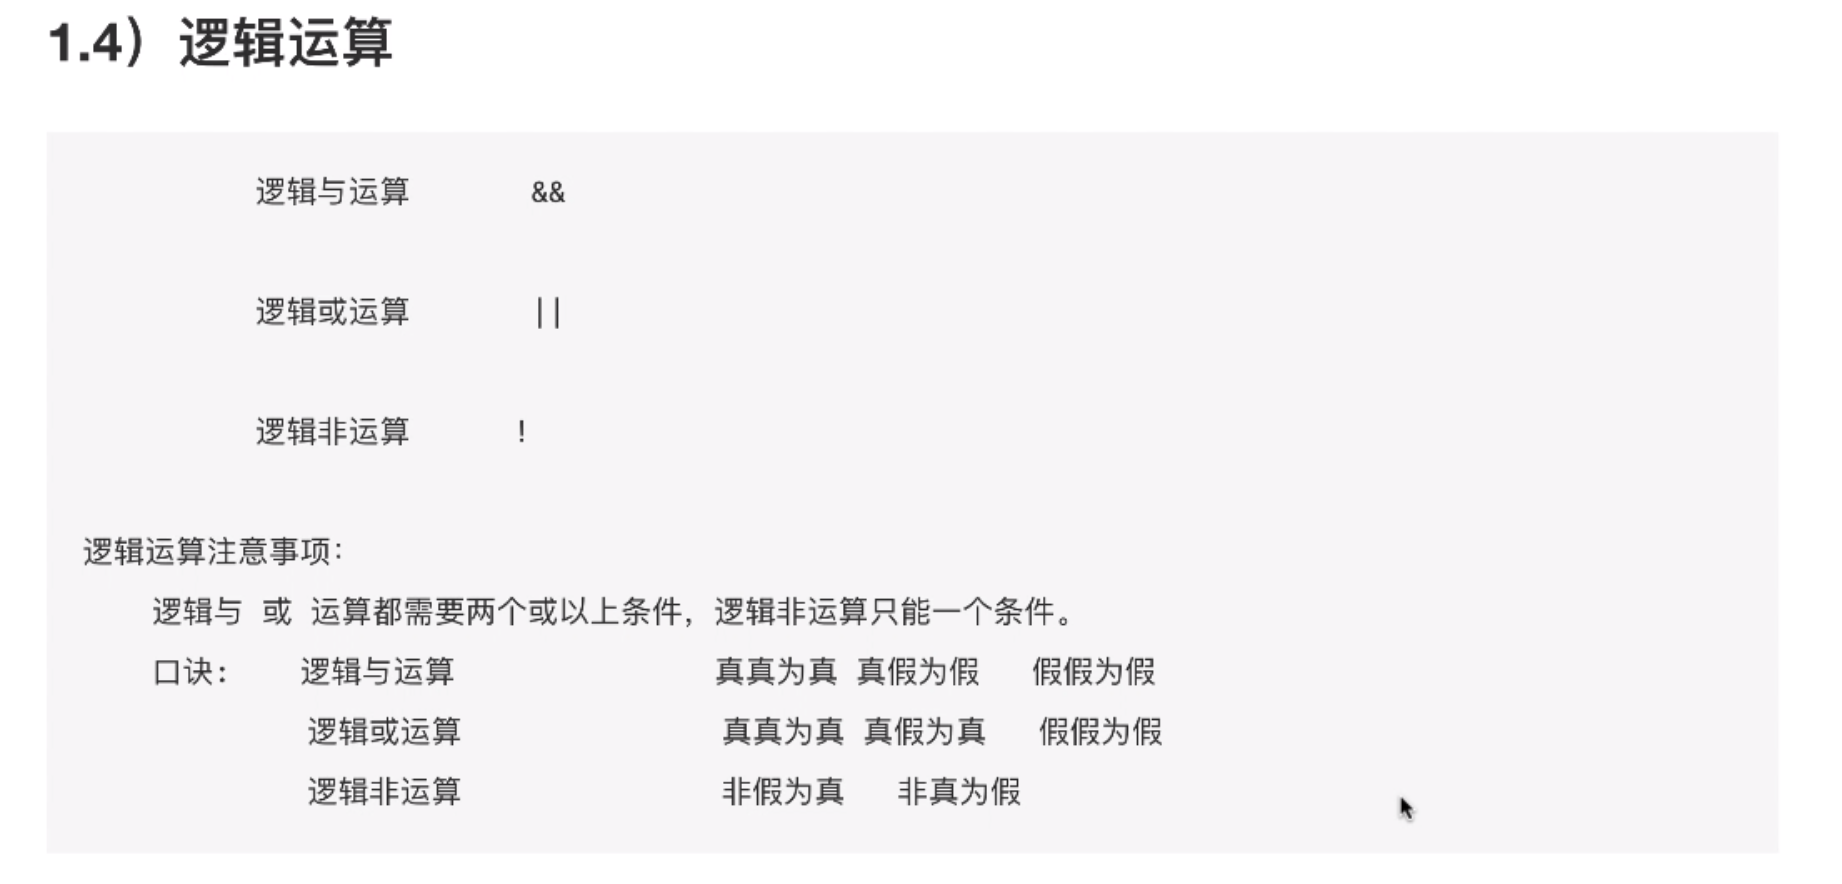 1.4）逻辑运算
逻辑与运算 &&
逻辑或运算 ||
逻辑非运算 !
逻辑运算注意事项：
逻辑与 或 运算都需要两个或以上条件，逻辑非运算只能一个条件。
口诀： 逻辑与运算 真真为真 真假为假 假假为假
逻辑或运算 真真为真 真假为真 假假为假
逻辑非运算 非假为真 非真为假